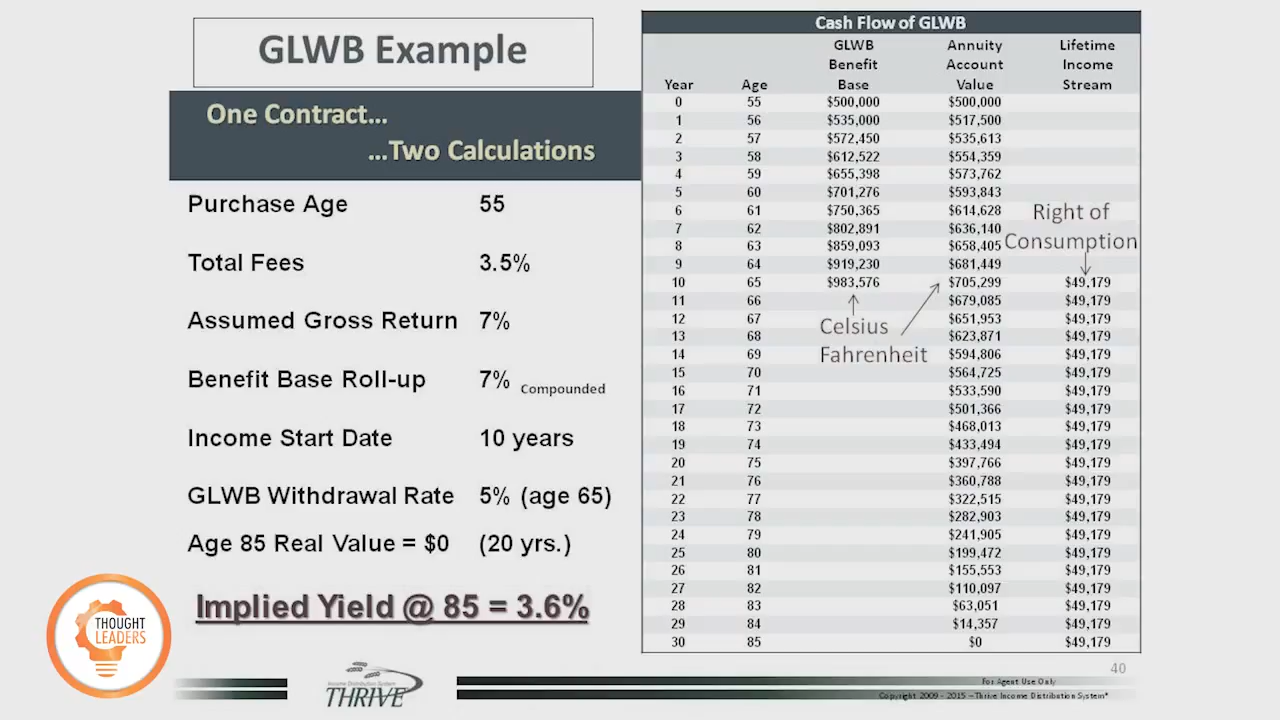 GLWB Example
One Contract…
…Two Calculations
Purchase Age 55
Total Fees 3.5%
Assumed Gross Return 7%
Benefit Base Roll-up 7% Compounded
Income Start Date 10 years
GLWB Withdrawal Rate 5% (age 65)
Age 85 Real Value = $0 (20 yrs.)
Implied Yield @ 85 = 3.6%
THOUGHT
LEADERS
Income Distribution System
THRIVE
Cash Flow of GLWB
GLWB Annuity Lifetime
Benefit Account Income
Year Age Base Value Stream
0 55 $500,000 $500,000
1 56 $535,000 $517,500
2 57 $572,450 $535,613
3 58 $612,522 $554,359
4 59 $655,398 $573,762
5 60 $701,276 $593,843
6 61 $750,365 $614,628
7 62 $802,891 $636,140
8 63 $859,093 $658,405
9 64 $919,230 $681,449
10 65 $983,576 $705,299 $49,179
11 66 $679,085 $49,179
12 67 $651,953 $49,179
13 68 $623,871 $49,179
14 69 $594,806 $49,179
15 70 $564,725 $49,179
16 71 $533,590 $49,179
17 72 $501,366 $49,179
18 73 $468,013 $49,179
19 74 $433,494 $49,179
20 75 $397,766 $49,179
21 76 $360,788 $49,179
22 77 $322,515 $49,179
23 78 $282,903 $49,179
24 79 $241,905 $49,179
25 80 $199,472 $49,179
26 81 $155,553 $49,179
27 82 $110,097 $49,179
28 83 $63,051 $49,179
29 84 $14,357 $49,179
30 85 $0 $49,179
Right of
Consumption
Celsius
Fahrenheit
40
For Agent Use Only
Copyright 2009 - 2015 – Thrive Income Distribution System®